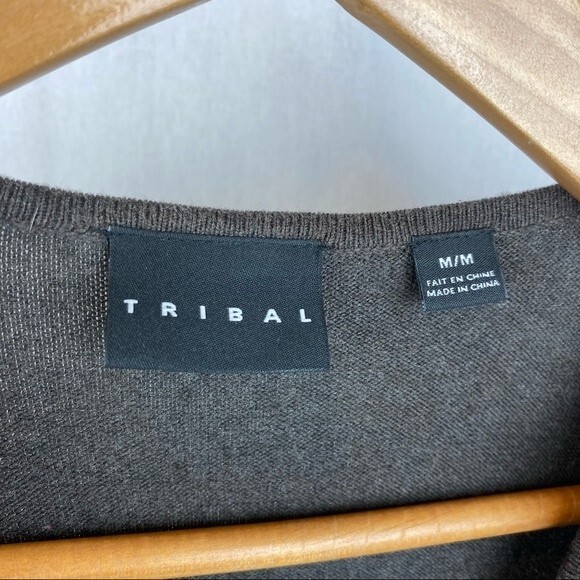 TRIBAL
M/M
FAIT EN CHINE
MADE IN CHINA